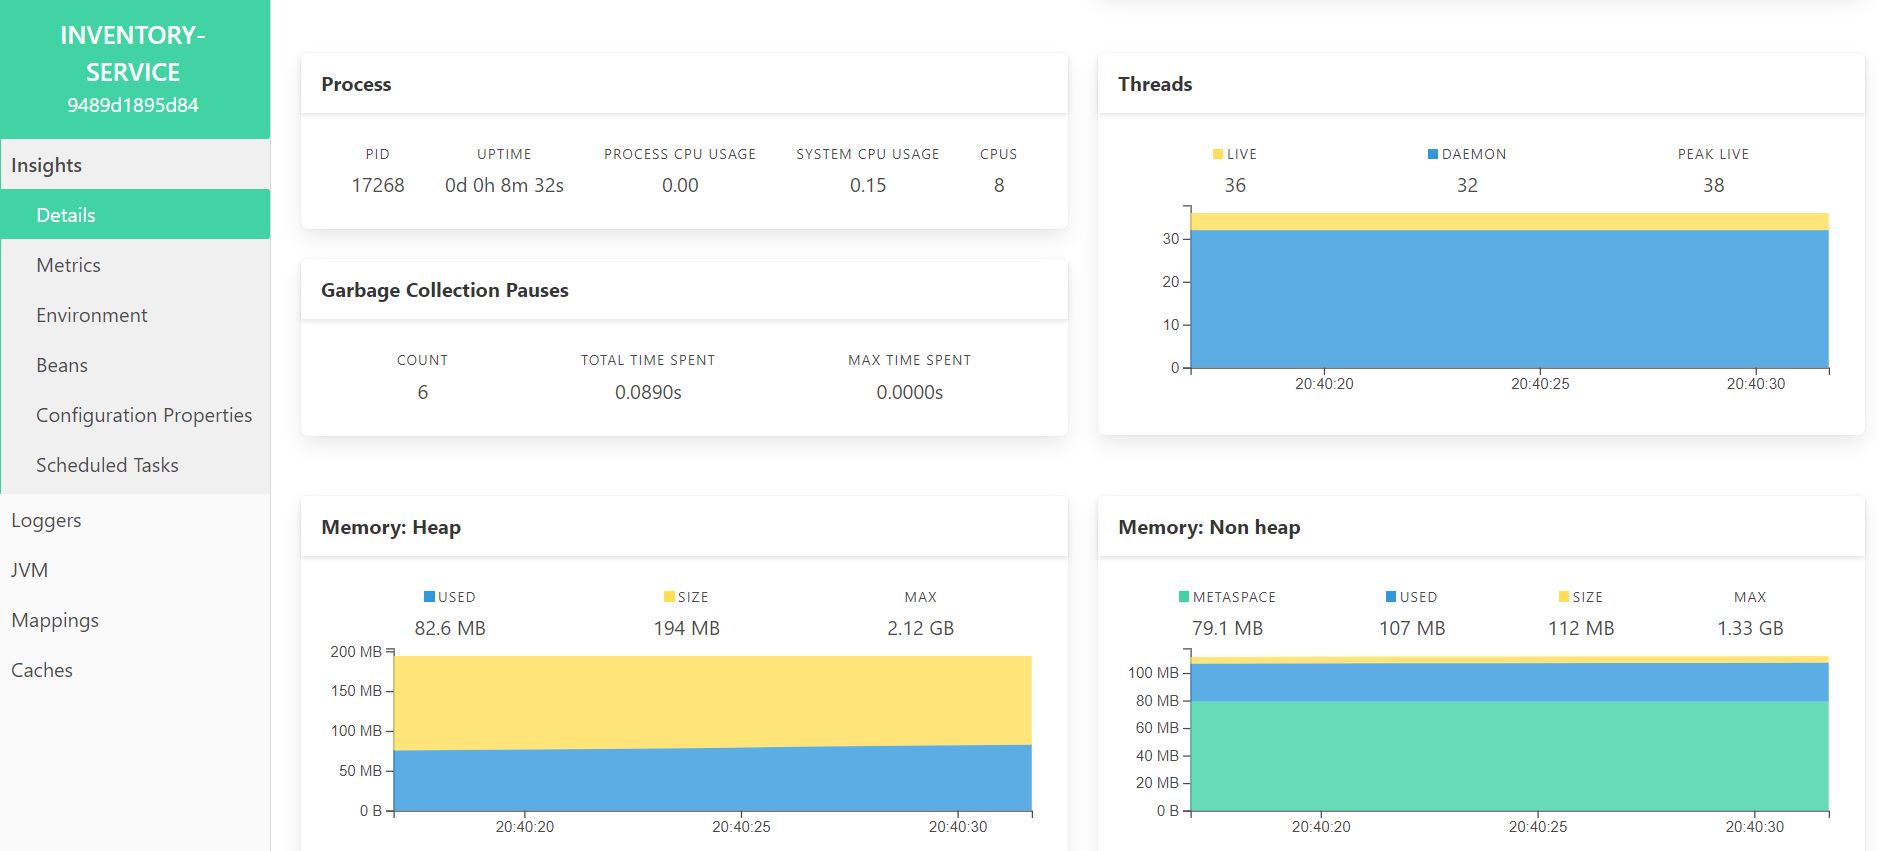 INVENTORY-
SERVICE
9489d1895d84
Insights
Details
Metrics
Environment
Beans
Configuration Properties
Scheduled Tasks
Loggers
JVM
Mappings
Caches
Process
PID UPTIME PROCESS CPU USAGE SYSTEM CPU USAGE CPUS
17268 0d 0h 8m 32s 0.00 0.15 8
Garbage Collection Pauses
COUNT TOTAL TIME SPENT MAX TIME SPENT
6 0.0890s 0.0000s
Threads
LIVE DAEMON PEAK LIVE
36 32 38
30
20
10
0
20:40:20 20:40:25 20:40:30
Memory: Heap
USED SIZE MAX
82.6 MB 194 MB 2.12 GB
200 MB
150 MB
100 MB
50 MB
0 B
20:40:20 20:40:25 20:40:30
Memory: Non heap
METASPACE USED SIZE MAX
79.1 MB 107 MB 112 MB 1.33 GB
100 MB
80 MB
60 MB
40 MB
20 MB
0 B
20:40:20 20:40:25 20:40:30